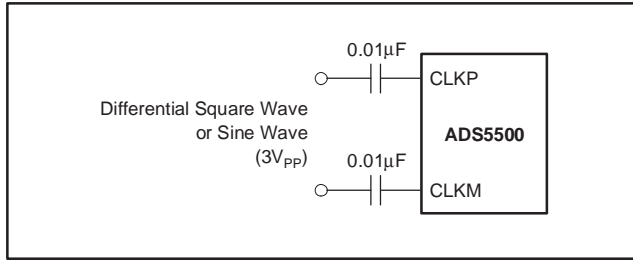 0.01μF
CLKP
Differential Square Wave
or Sine Wave
(3VPP)
ADS5500
0.01μF
CLKM